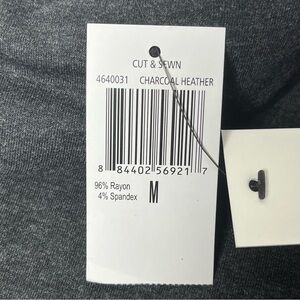 CUT & SEWN
4640031 CHARCOAL HEATHER
8 84402 56921 7
96% Rayon
4% Spandex
M